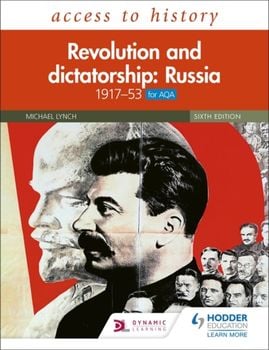 access to history
Revolution and
dictatorship: Russia
1917–53 for AQA
MICHAEL LYNCH
SIXTH EDITION
DYNAMIC
LEARNING
HODDER
EDUCATION
LEARN MORE